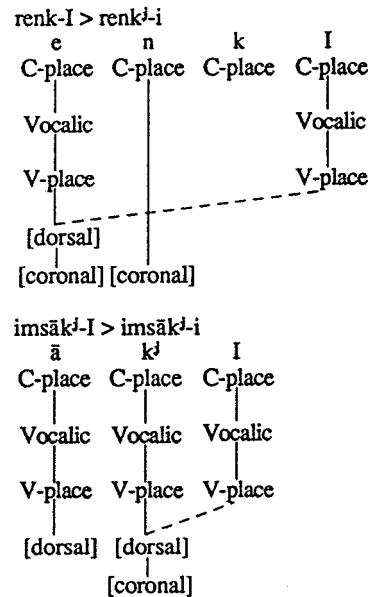 renk-I > renkʲ-i
e n k I
C-place C-place C-place C-place
Vocalic Vocalic
V-place V-place
[dorsal]
[coronal] [coronal]
imsākʲ-I > imsākʲ-i
ā kʲ I
C-place C-place C-place
Vocalic Vocalic Vocalic
V-place V-place V-place
[dorsal] [dorsal]
[coronal]